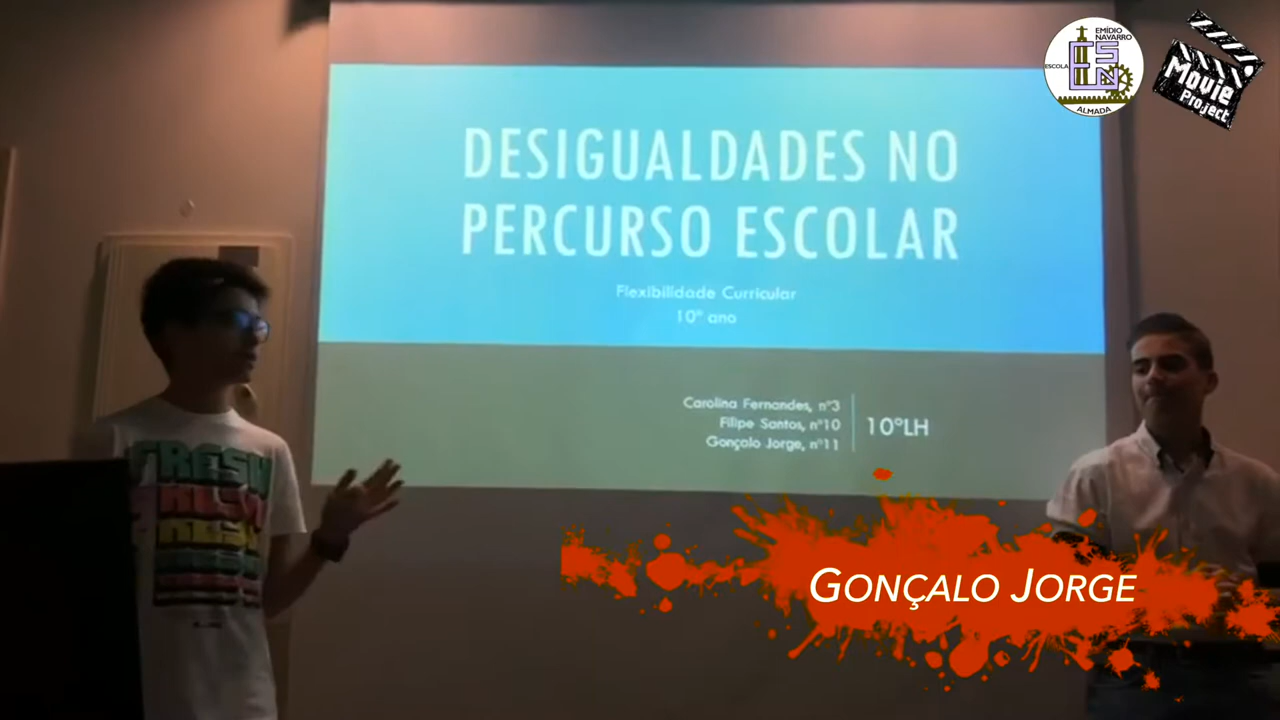 EMÍDIO
NAVARRO
ESCOLA
ESEN
ALMADA
Movie
Project
DESIGUALDADES NO
PERCURSO ESCOLAR
Flexibilidade Curricular
10º ano
Carolina Fernandes, nº3
Filipe Santos, nº10
Gonçalo Jorge, nº11
10ºLH
FRESH
GONÇALO JORGE